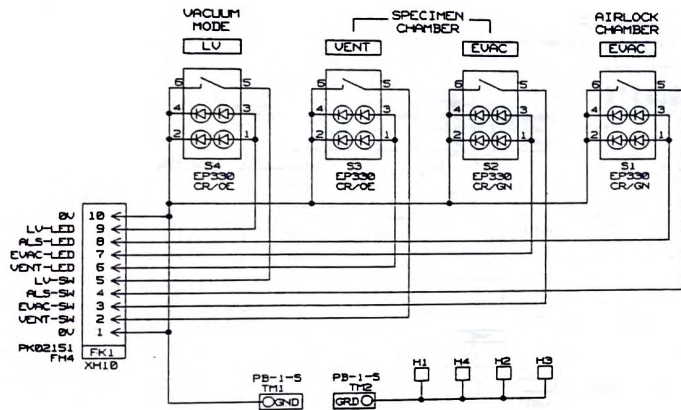 VACUUM
MODE
SPECIMEN
CHAMBER
AIRLOCK
CHAMBER
LV
VENT
EVAC
EVAC
6 5
4 3
2 1
6 5
4 3
2 1
6 5
4 3
2 1
6 5
4 3
2 1
S4
EP330
CR/OE
S3
EP330
CR/OE
S2
EP330
CR/GN
S1
EP330
CR/GN
0V 10
LV-LED 9
ALS-LED 8
EVAC-LED 7
VENT-LED 6
LV-SW 5
ALS-SW 4
EVAC-SW 3
VENT-SW 2
0V 1
PK02151
FM4
FK1
XH10
PB-1-S
TM1
GND
PB-1-S
TM2
GRD
H1
H4
H2
H3